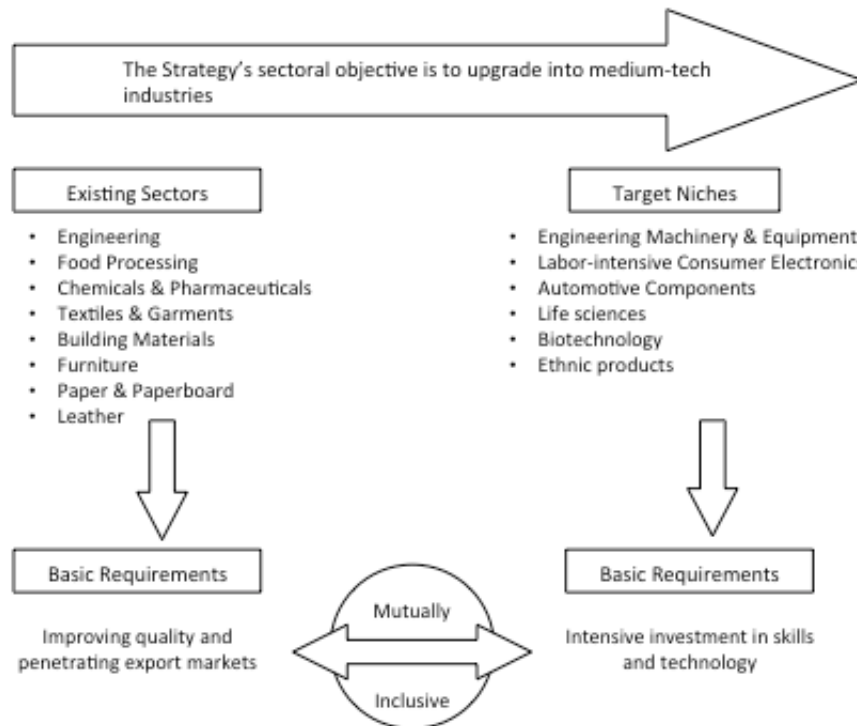 The Strategy's sectoral objective is to upgrade into medium-tech
industries
Existing Sectors
• Engineering
• Food Processing
• Chemicals & Pharmaceuticals
• Textiles & Garments
• Building Materials
• Furniture
• Paper & Paperboard
• Leather
Target Niches
• Engineering Machinery & Equipment
• Labor-intensive Consumer Electronics
• Automotive Components
• Life sciences
• Biotechnology
• Ethnic products
Basic Requirements
Improving quality and
penetrating export markets
Mutually
Inclusive
Basic Requirements
Intensive investment in skills
and technology